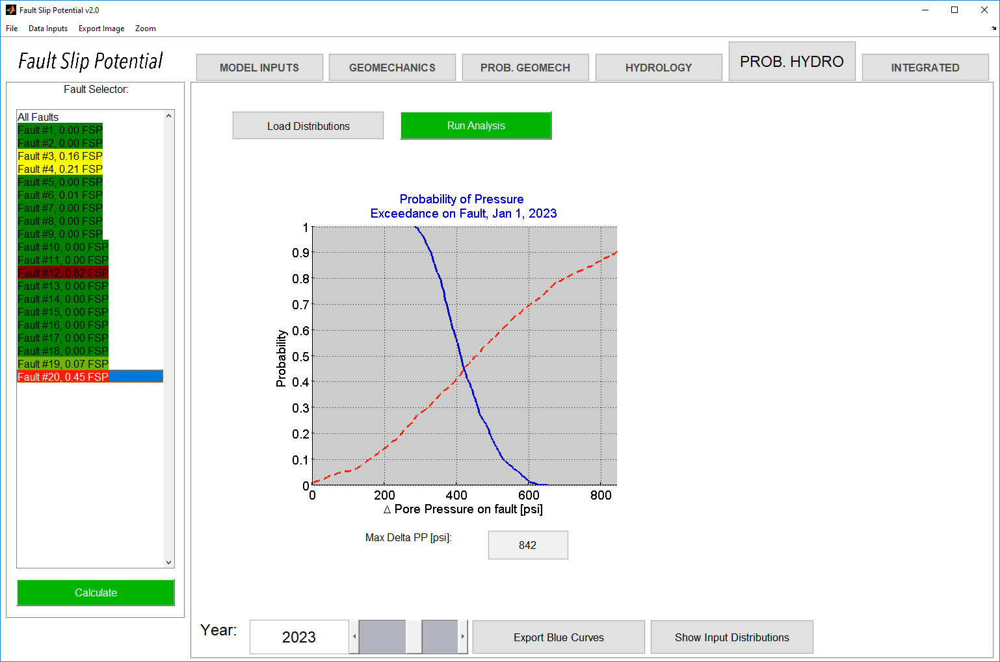 Fault Slip Potential v2.0
File Data Inputs Export Image Zoom
Fault Slip Potential
MODEL INPUTS GEOMECHANICS PROB. GEOMECH HYDROLOGY PROB. HYDRO INTEGRATED
Fault Selector:
All Faults
Fault #1, 0.00 FSP
Fault #2, 0.00 FSP
Fault #3, 0.16 FSP
Fault #4, 0.21 FSP
Fault #5, 0.00 FSP
Fault #6, 0.01 FSP
Fault #7, 0.00 FSP
Fault #8, 0.00 FSP
Fault #9, 0.00 FSP
Fault #10, 0.00 FSP
Fault #11, 0.00 FSP
Fault #12, 0.82 FSP
Fault #13, 0.00 FSP
Fault #14, 0.00 FSP
Fault #15, 0.00 FSP
Fault #16, 0.00 FSP
Fault #17, 0.00 FSP
Fault #18, 0.00 FSP
Fault #19, 0.07 FSP
Fault #20, 0.45 FSP
Calculate
Load Distributions Run Analysis
Probability of Pressure
Exceedance on Fault, Jan 1, 2023
Probability
1
0.9
0.8
0.7
0.6
0.5
0.4
0.3
0.2
0.1
0
0 200 400 600 800
Δ Pore Pressure on fault [psi]
Max Delta PP [psi]: 842
Year: 2023 Export Blue Curves Show Input Distributions